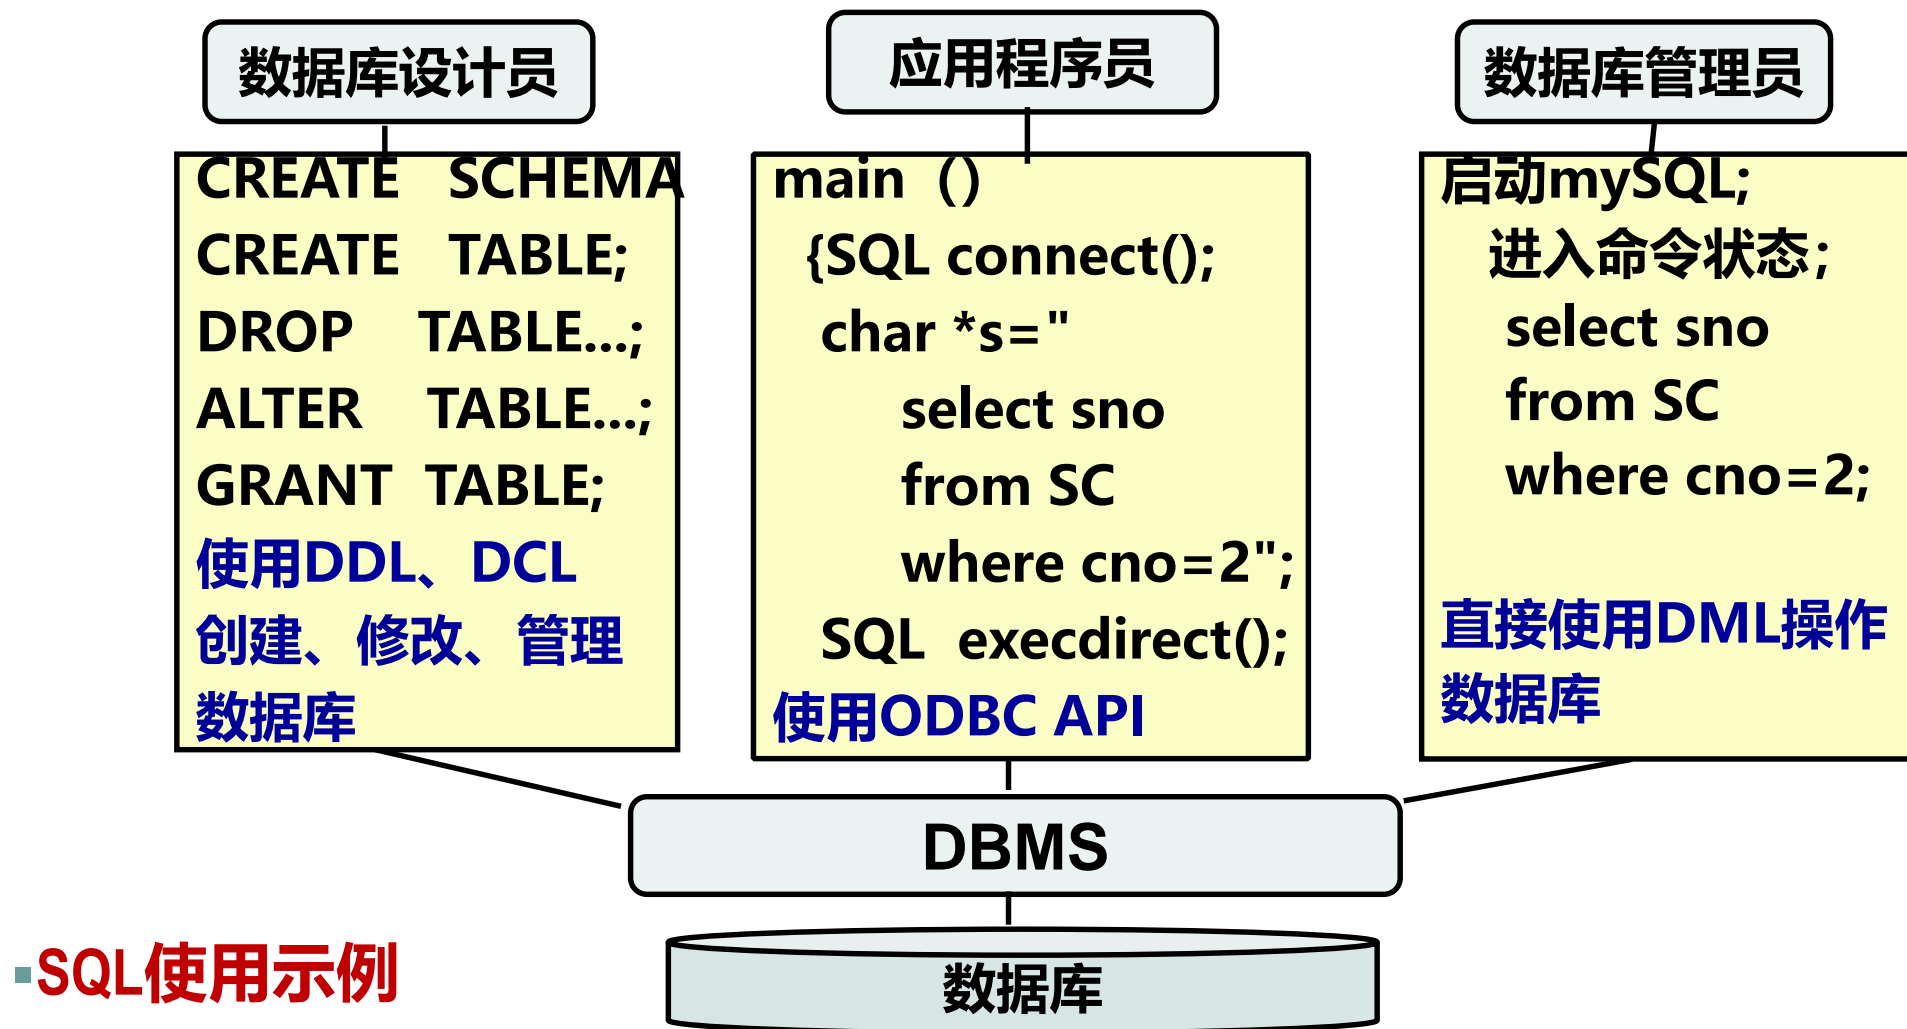 数据库设计员
CREATE SCHEMA
CREATE TABLE;
DROP TABLE...;
ALTER TABLE...;
GRANT TABLE;
使用DDL、DCL
创建、修改、管理
数据库
应用程序员
main ()
{SQL connect();
char *s="
select sno
from SC
where cno=2";
SQL execdirect();
使用ODBC API
数据库管理员
启动mySQL;
进入命令状态;
select sno
from SC
where cno=2;
直接使用DML操作
数据库
DBMS
数据库
▪SQL使用示例